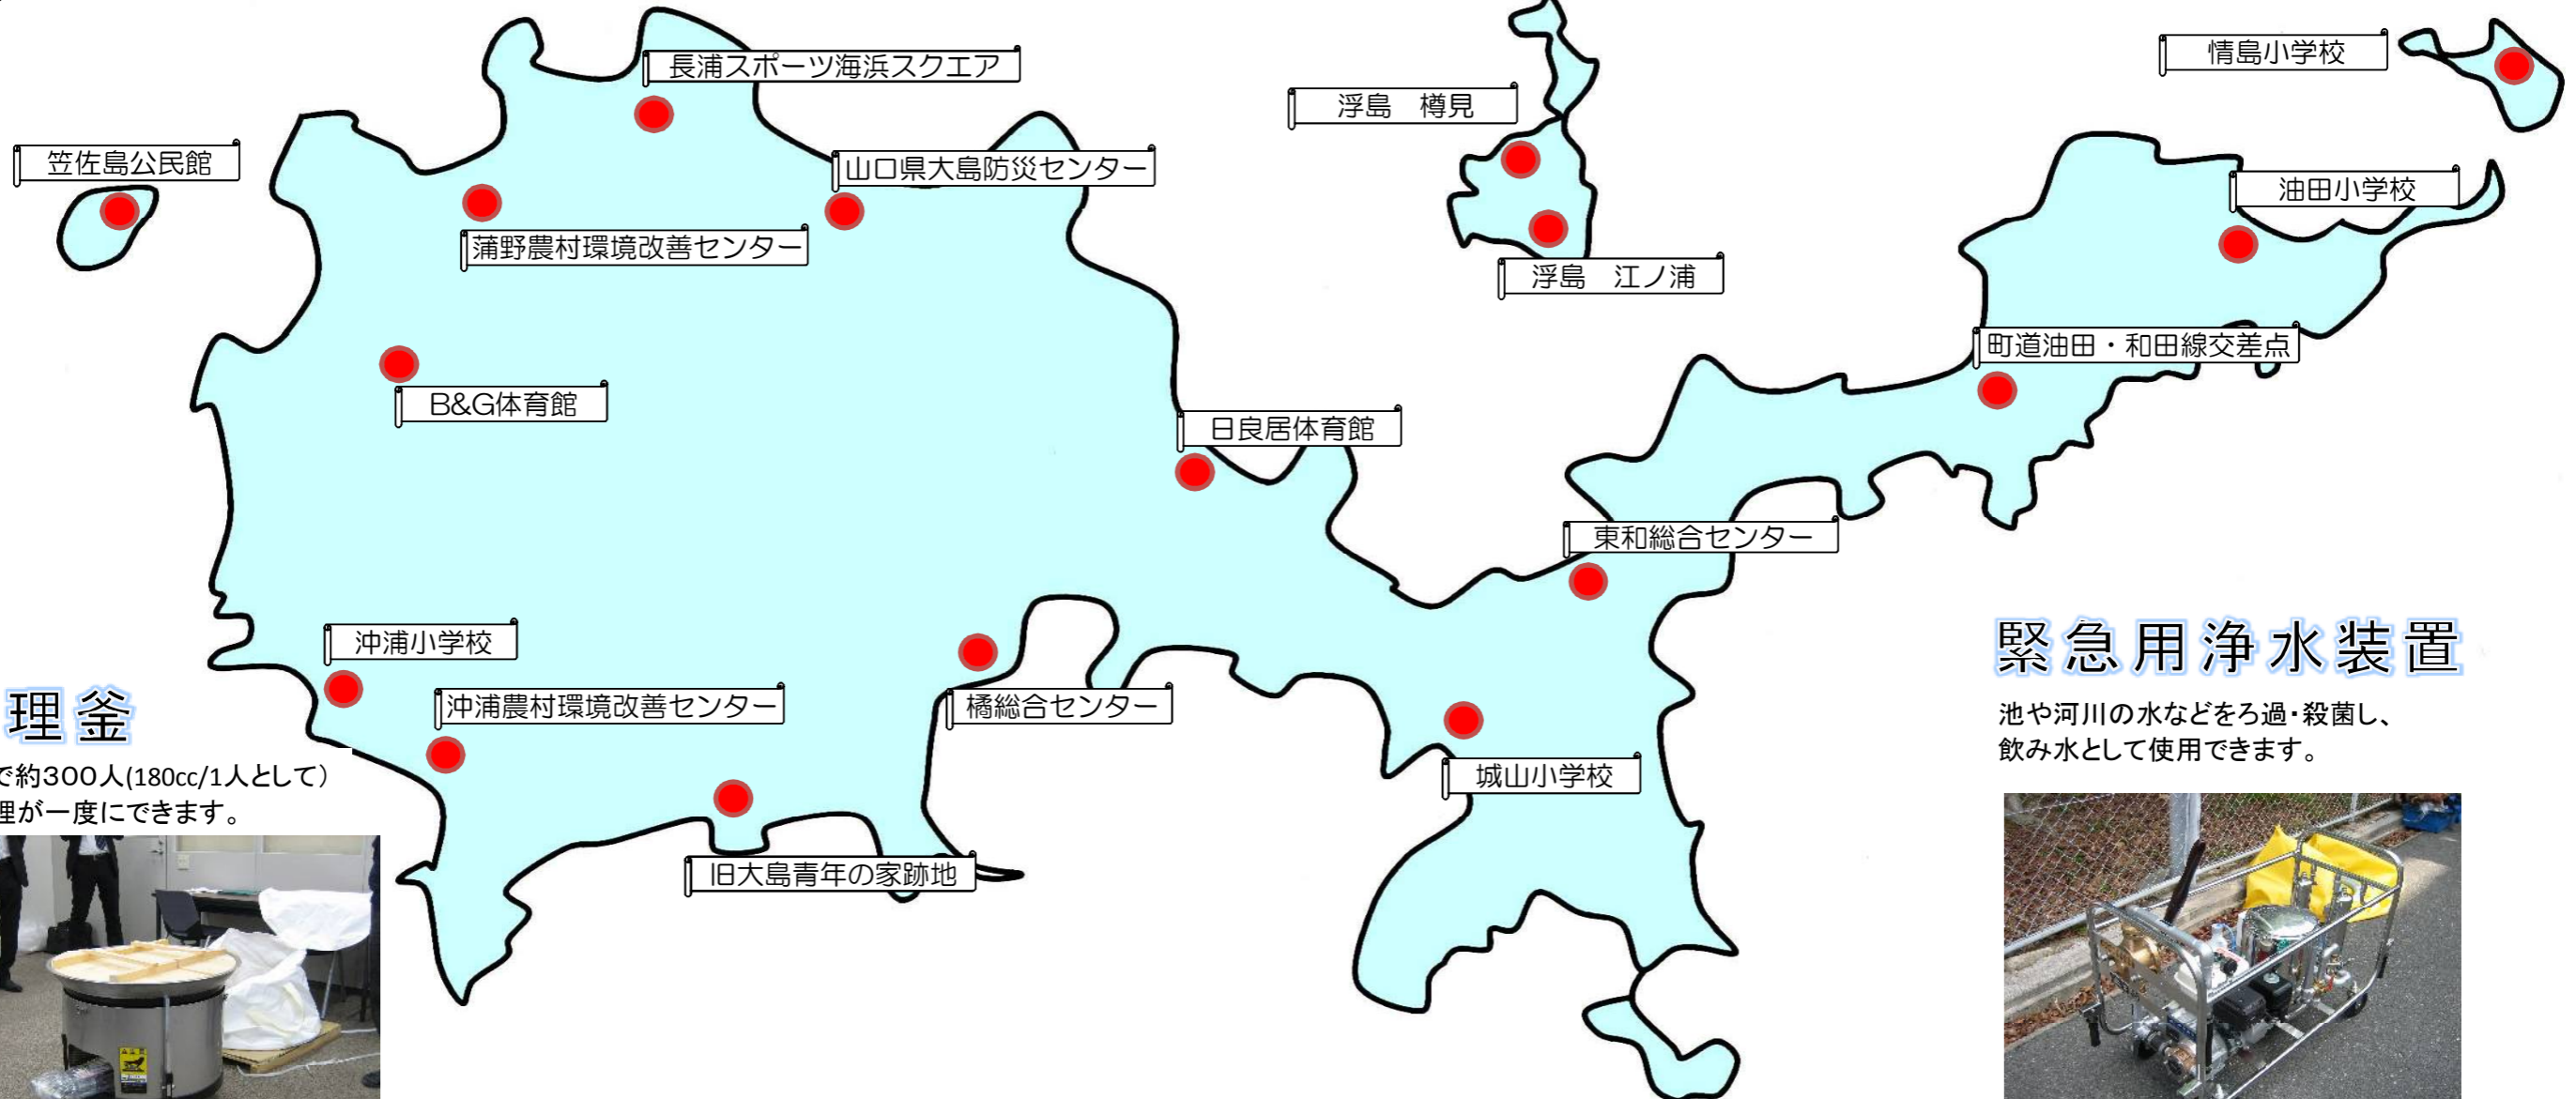 長浦スポーツ海浜スクエア
情島小学校
浮島　樽見
笠佐島公民館
山口県大島防災センター
油田小学校
蒲野農村環境改善センター
浮島　江ノ浦
町道油田・和田線交差点
B&G体育館
日良居体育館
東和総合センター
沖浦小学校
沖浦農村環境改善センター
橘総合センター
城山小学校
旧大島青年の家跡地
理釜
で約300人(180cc/1人として)
理が一度にできます。
緊急用浄水装置
池や河川の水などをろ過・殺菌し、
飲み水として使用できます。